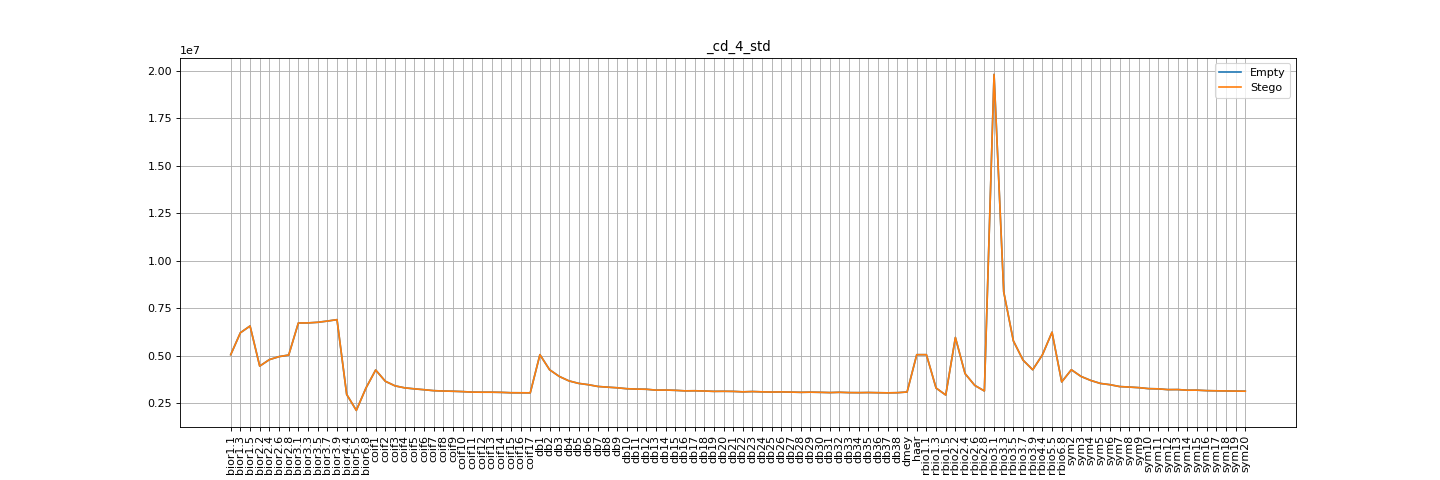 _cd_4_std
1e7
Empty
Stego
2.00
1.75
1.50
1.25
1.00
0.75
0.50
0.25
bior1.1
bior1.3
bior1.5
bior2.2
bior2.4
bior2.6
bior2.8
bior3.1
bior3.3
bior3.5
bior3.7
bior3.9
bior4.4
bior5.5
bior6.8
coif1
coif2
coif3
coif4
coif5
coif6
coif7
coif8
coif9
coif10
coif11
coif12
coif13
coif14
coif15
coif16
coif17
db1
db2
db3
db4
db5
db6
db7
db8
db9
db10
db11
db12
db13
db14
db15
db16
db17
db18
db19
db20
db21
db22
db23
db24
db25
db26
db27
db28
db29
db30
db31
db32
db33
db34
db35
db36
db37
db38
dmey
haar
rbio1.1
rbio1.3
rbio1.5
rbio2.2
rbio2.4
rbio2.6
rbio2.8
rbio3.1
rbio3.3
rbio3.5
rbio3.7
rbio3.9
rbio4.4
rbio5.5
rbio6.8
sym2
sym3
sym4
sym5
sym6
sym7
sym8
sym9
sym10
sym11
sym12
sym13
sym14
sym15
sym16
sym17
sym18
sym19
sym20